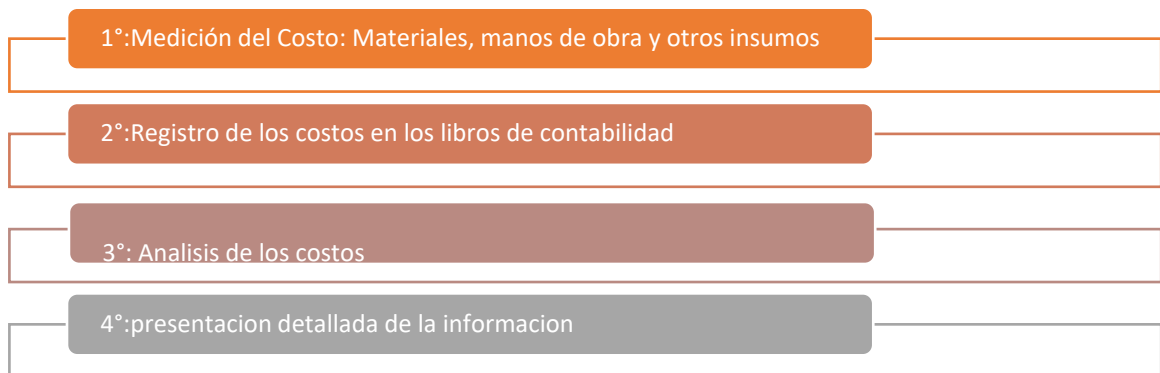 1°:Medición del Costo: Materiales, manos de obra y otros insumos
2°:Registro de los costos en los libros de contabilidad
3°: Analisis de los costos
4°:presentacion detallada de la informacion